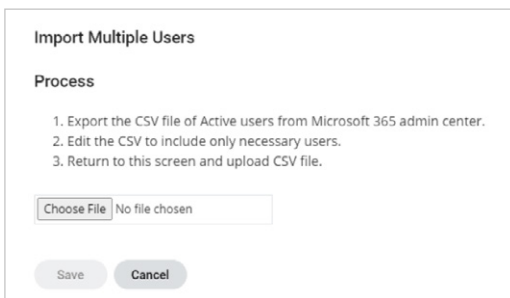 Import Multiple Users
Process
1. Export the CSV file of Active users from Microsoft 365 admin center.
2. Edit the CSV to include only necessary users.
3. Return to this screen and upload CSV file.
Choose File No file chosen
Save Cancel